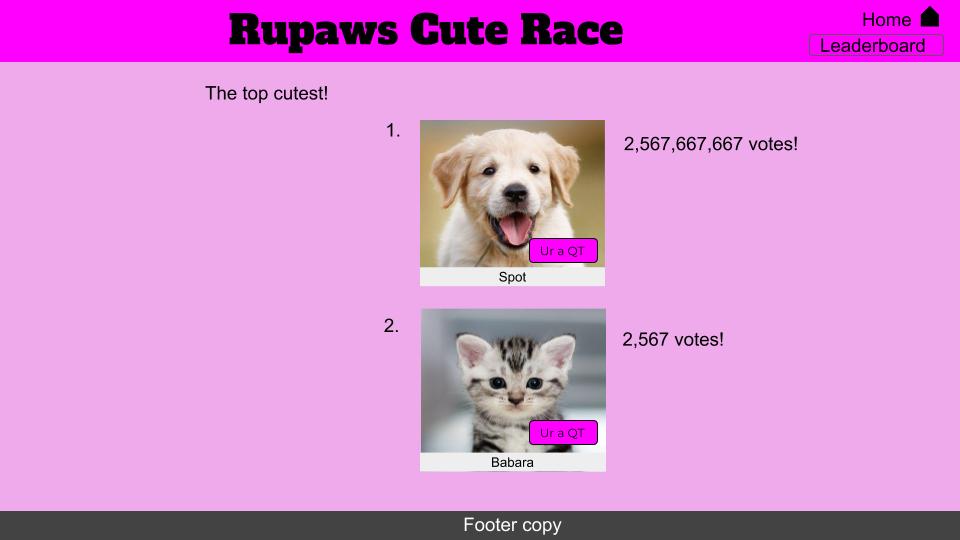 Rupaws Cute Race
Home
Leaderboard
The top cutest!
1.
2,567,667,667 votes!
Ur a QT
Spot
2.
2,567 votes!
Ur a QT
Babara
Footer copy